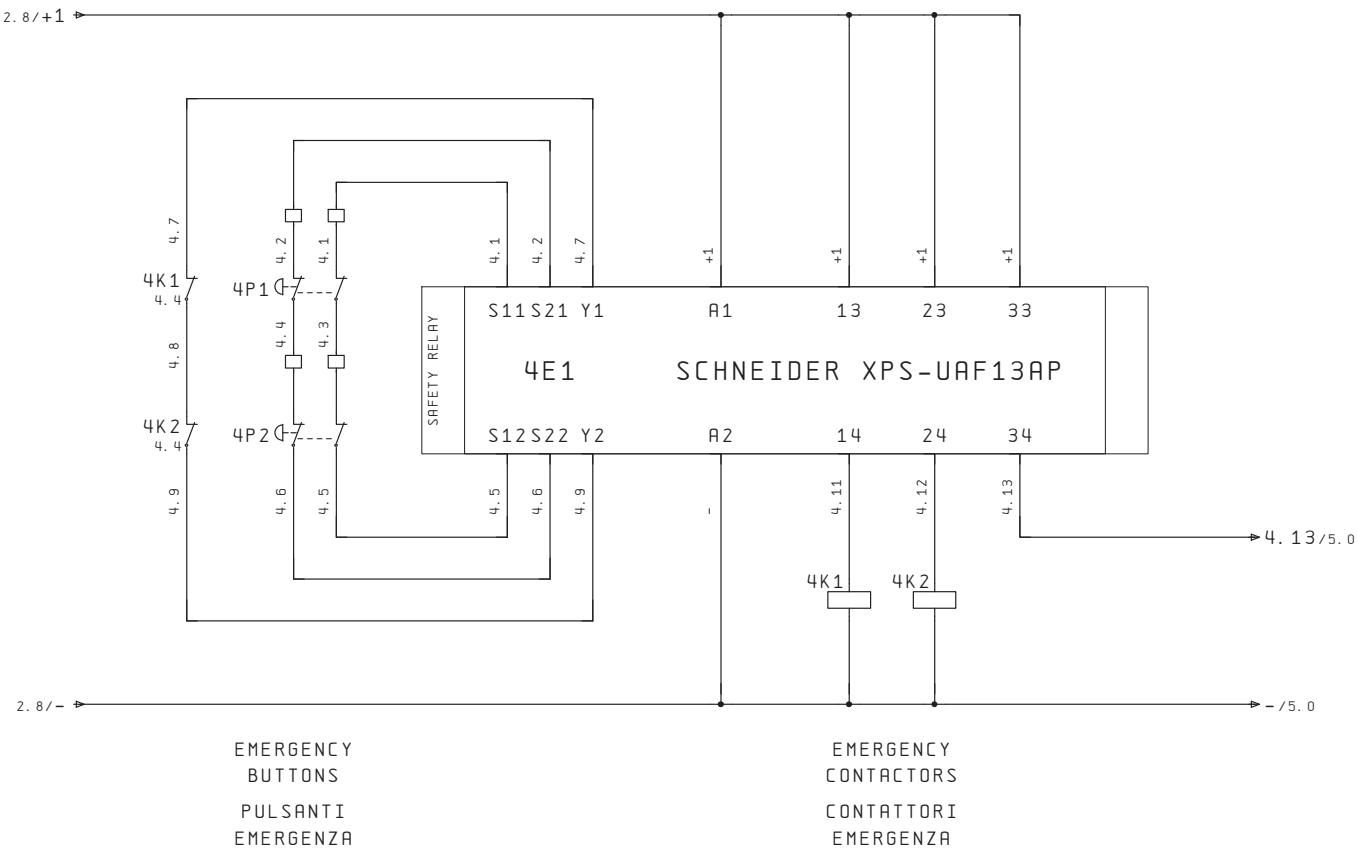 2.8/+1
4.7
4.2
4.1
4.1
4.2
4.7
+1
+1
+1
+1
4K1
4.4
4P1
S11 S21 Y1 A1 13 23 33
4.8
4.4
4.3
SAFETY RELAY
4E1 SCHNEIDER XPS-UAF13AP
4K2
4.4
4P2
S12 S22 Y2 A2 14 24 34
4.9
4.6
4.5
4.5
4.6
4.9
-
4.11
4.12
4.13
4.13/5.0
4K1 4K2
2.8/-
-/5.0
EMERGENCY
BUTTONS
PULSANTI
EMERGENZA
EMERGENCY
CONTACTORS
CONTATTORI
EMERGENZA